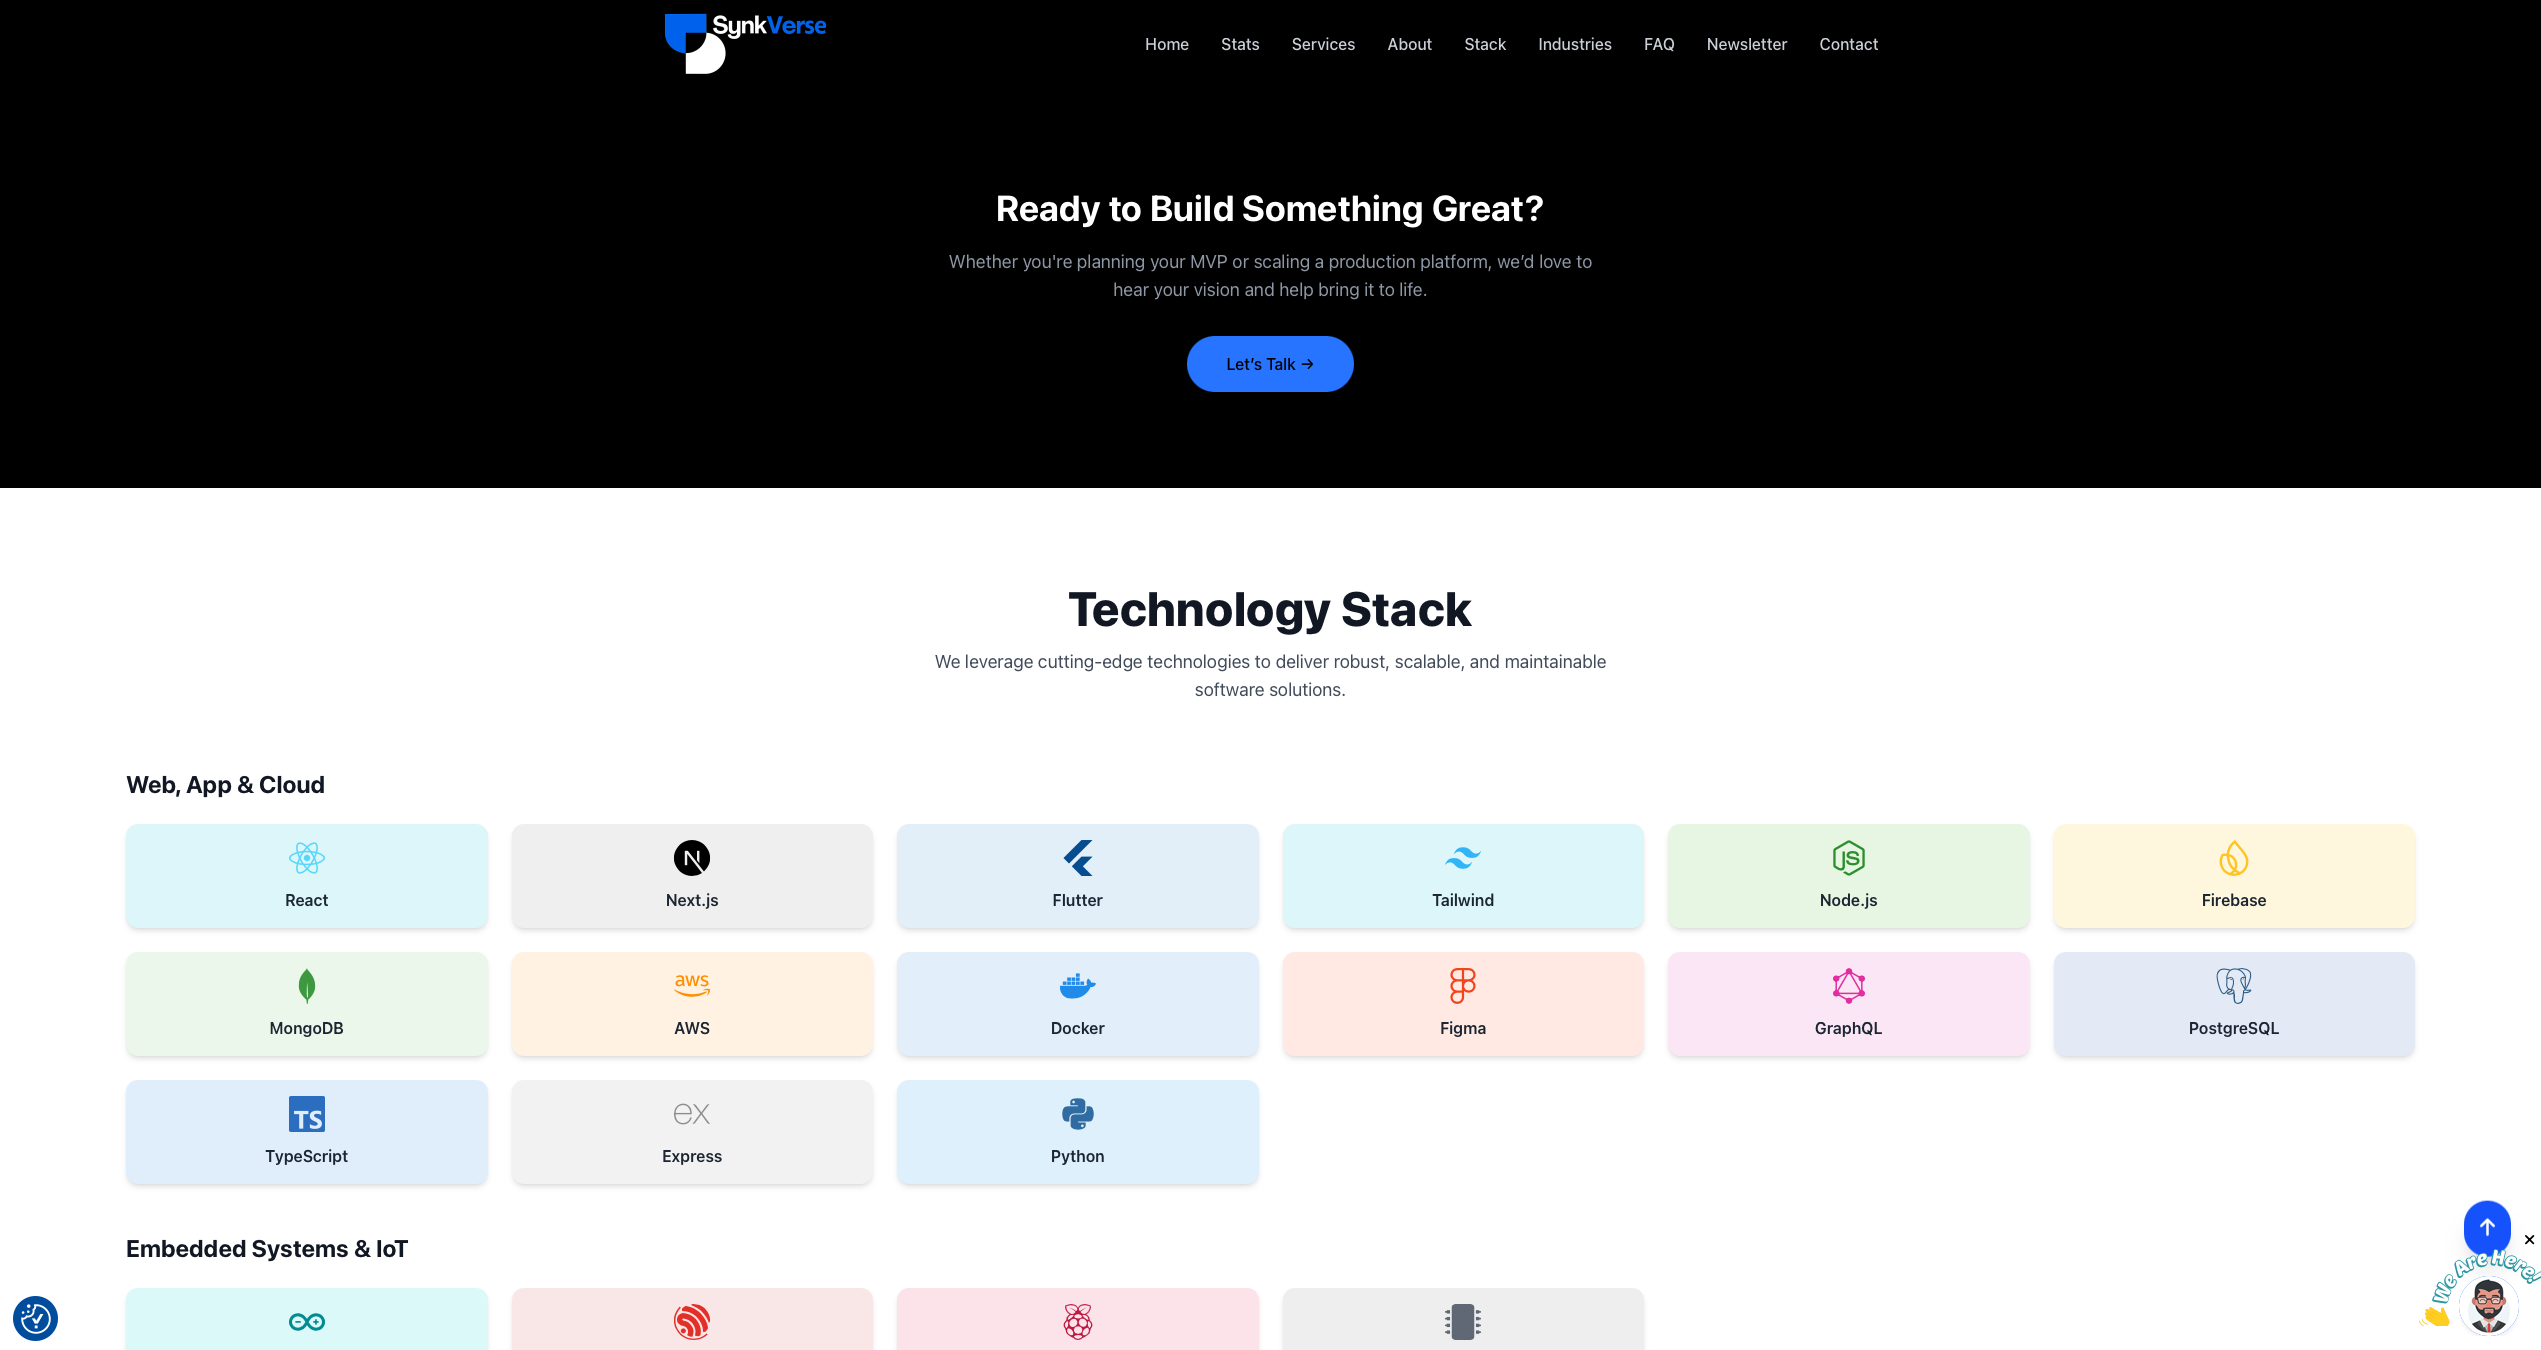 SynkVerse
Home Stats Services About Stack Industries FAQ Newsletter Contact
Ready to Build Something Great?
Whether you're planning your MVP or scaling a production platform, we’d love to
hear your vision and help bring it to life.
Let’s Talk →
Technology Stack
We leverage cutting-edge technologies to deliver robust, scalable, and maintainable
software solutions.
Web, App & Cloud
N
JS
React Next.js Flutter Tailwind Node.js Firebase
aws
MongoDB AWS Docker Figma GraphQL PostgreSQL
TS
ex
TypeScript Express Python
Embedded Systems & IoT
We Are Here!